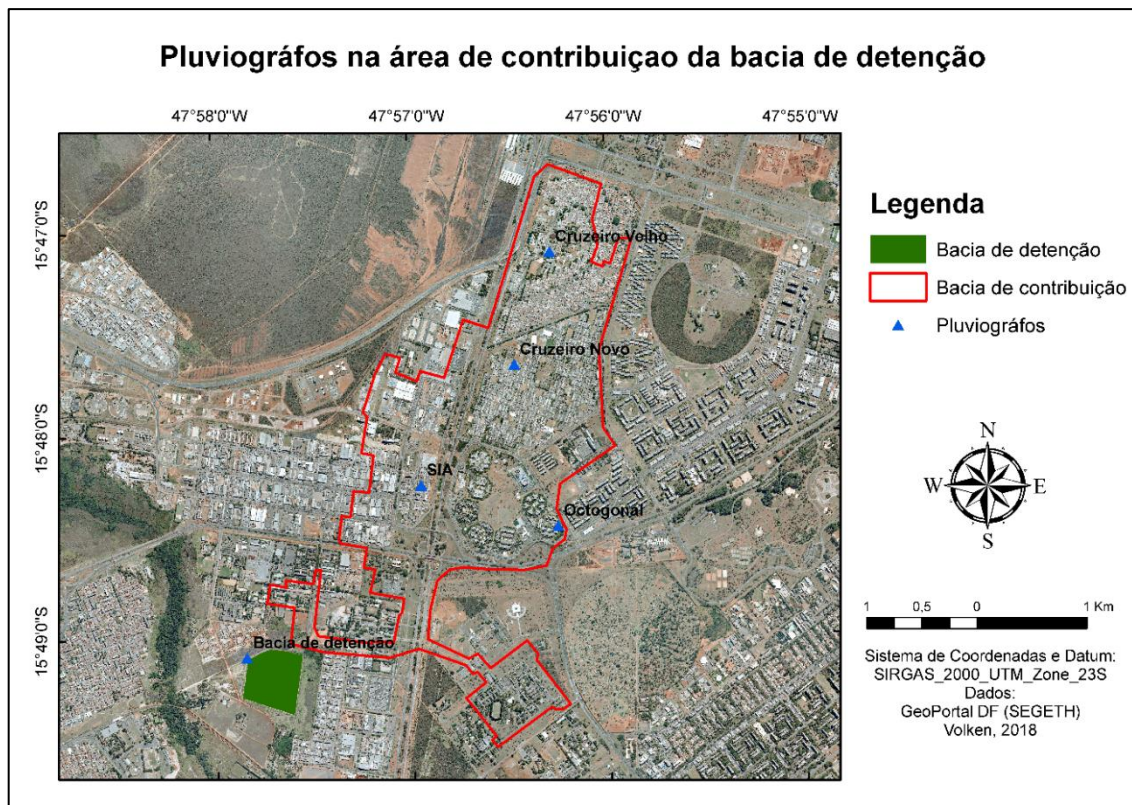 Pluviográfos na área de contribuiçao da bacia de detenção
47°58'0"W
47°57'0"W
47°56'0"W
47°55'0"W
15°47'0"S
15°48'0"S
15°49'0"S
Cruzeiro Velho
Cruzeiro Novo
SIA
Octogonal
Bacia de detenção
Legenda
Bacia de detenção
Bacia de contribuição
Pluviográfos
N
W
E
S
1
0,5
0
1 Km
Sistema de Coordenadas e Datum:
SIRGAS_2000_UTM_Zone_23S
Dados:
GeoPortal DF (SEGETH)
Volken, 2018